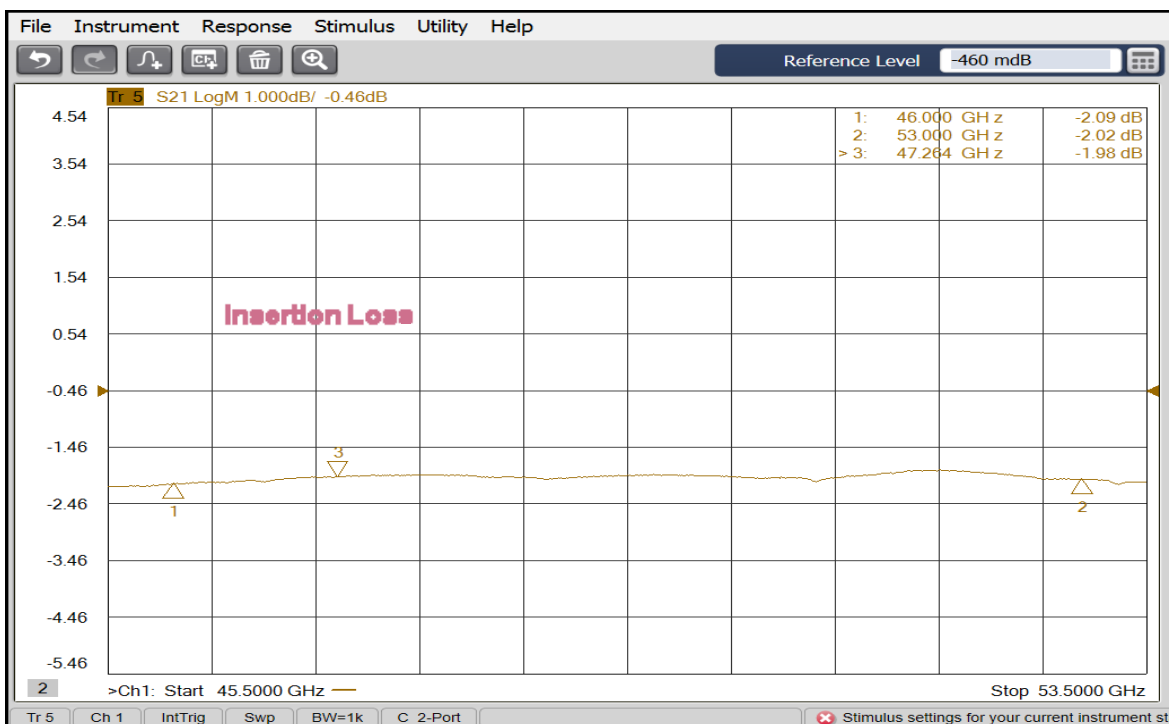 File Instrument Response Stimulus Utility Help
Reference Level -460 mdB
Tr 5 S21 LogM 1.000dB/ -0.46dB
1: 46.000 GHz -2.09 dB
2: 53.000 GHz -2.02 dB
> 3: 47.264 GHz -1.98 dB
4.54
3.54
2.54
1.54
Insertion Loss
0.54
-0.46
-1.46
3
-2.46
1
2
-3.46
-4.46
-5.46
2 >Ch1: Start 45.5000 GHz Stop 53.5000 GHz
Tr 5 Ch 1 IntTrig Swp BW=1k C 2-Port Stimulus settings for your current instrument st